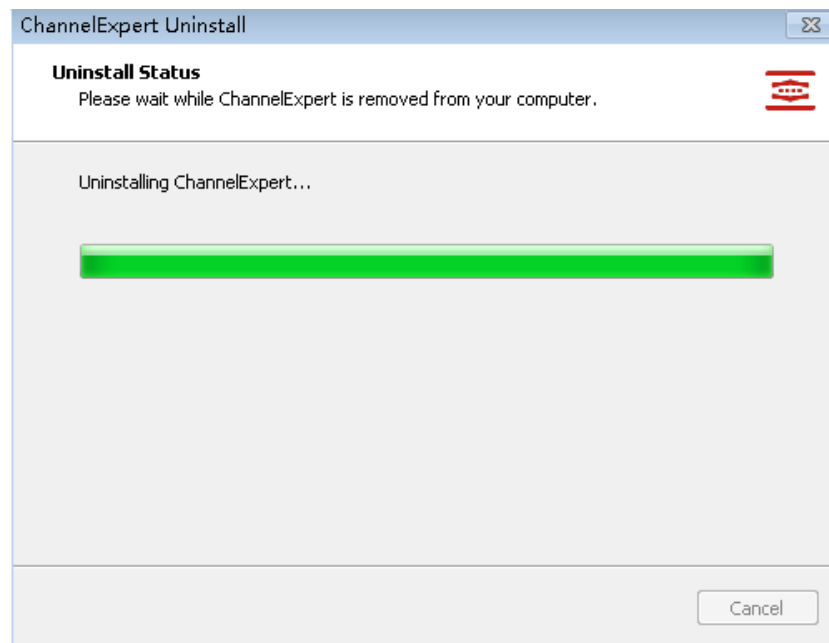 ChannelExpert Uninstall
Uninstall Status
Please wait while ChannelExpert is removed from your computer.
Uninstalling ChannelExpert...
Cancel